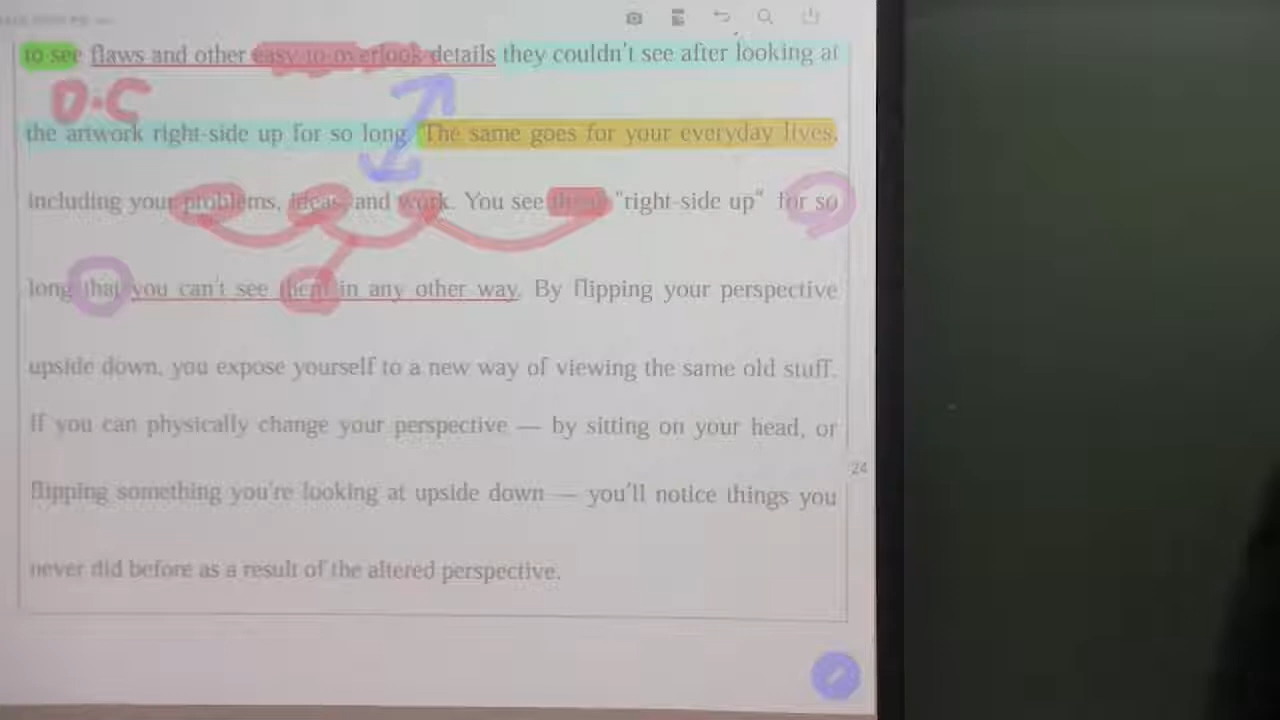 to see flaws and other easy-to-overlook details they couldn't see after looking at
O.C
the artwork right-side up for so long. The same goes for your everyday lives,
including your problems, ideas and work. You see them "right-side up" for so
long that you can't see them in any other way. By flipping your perspective
upside down, you expose yourself to a new way of viewing the same old stuff.
If you can physically change your perspective — by sitting on your head, or
24
flipping something you're looking at upside down — you'll notice things you
never did before as a result of the altered perspective.